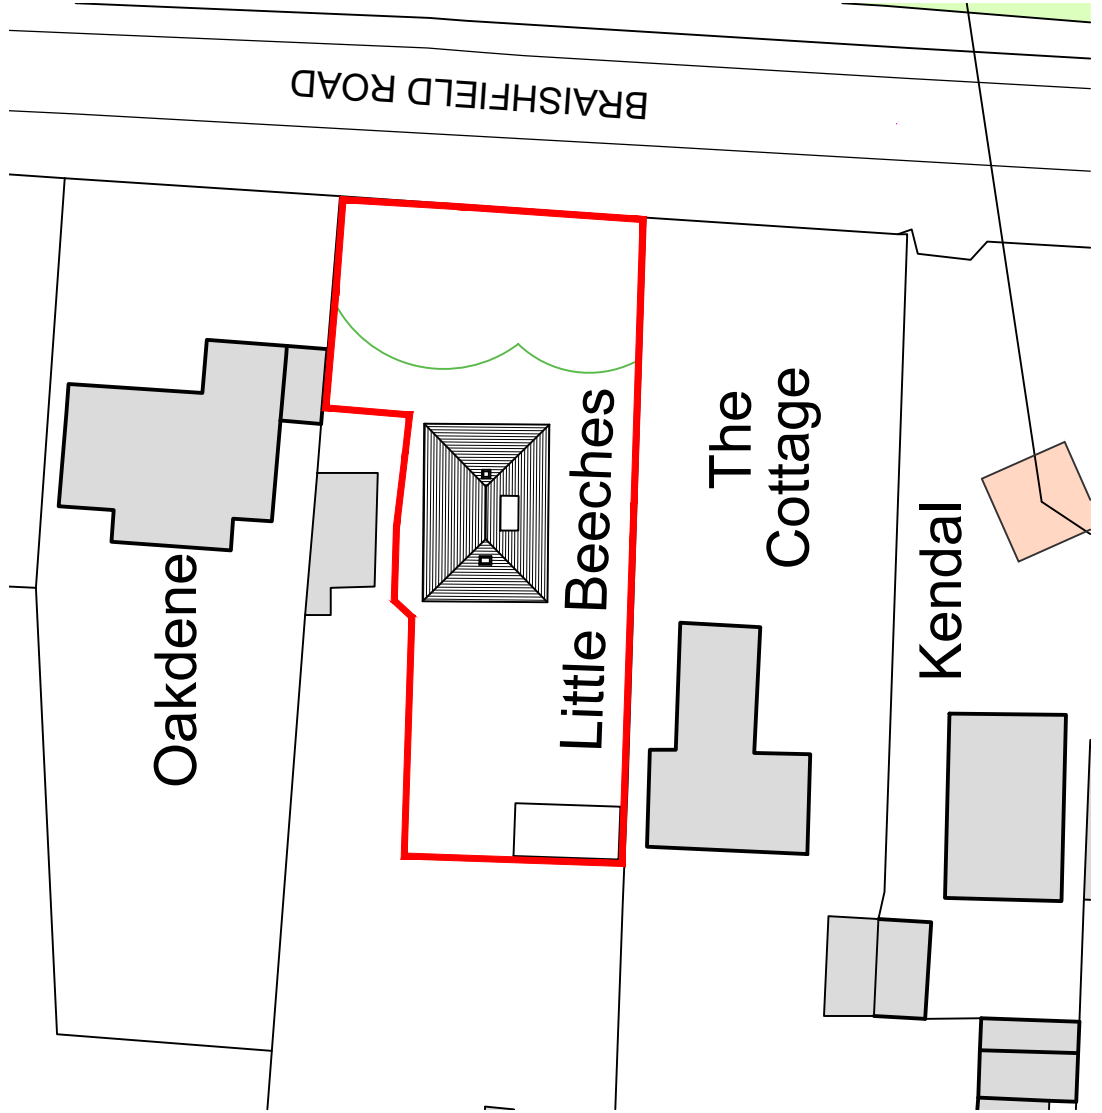 BRAISHFIELD ROAD
Oakdene
Little Beeches
The
Cottage
Kendal